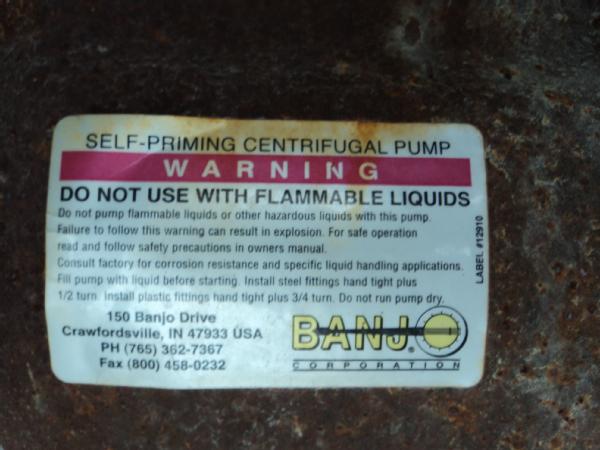 SELF-PRIMING CENTRIFUGAL PUMP
WARNING
DO NOT USE WITH FLAMMABLE LIQUIDS
Do not pump flammable liquids or other hazardous liquids with this pump.
Failure to follow this warning can result in explosion. For safe operation
read and follow safety precautions in owners manual.
Consult factory for corrosion resistance and specific liquid handling applications.
Fill pump with liquid before starting. Install steel fittings hand tight plus
1/2 turn. Install plastic fittings hand tight plus 3/4 turn. Do not run pump dry.
150 Banjo Drive
Crawfordsville, IN 47933 USA
PH (765) 362-7367
Fax (800) 458-0232
BANJO
®
CORPORATION
LABEL #12910